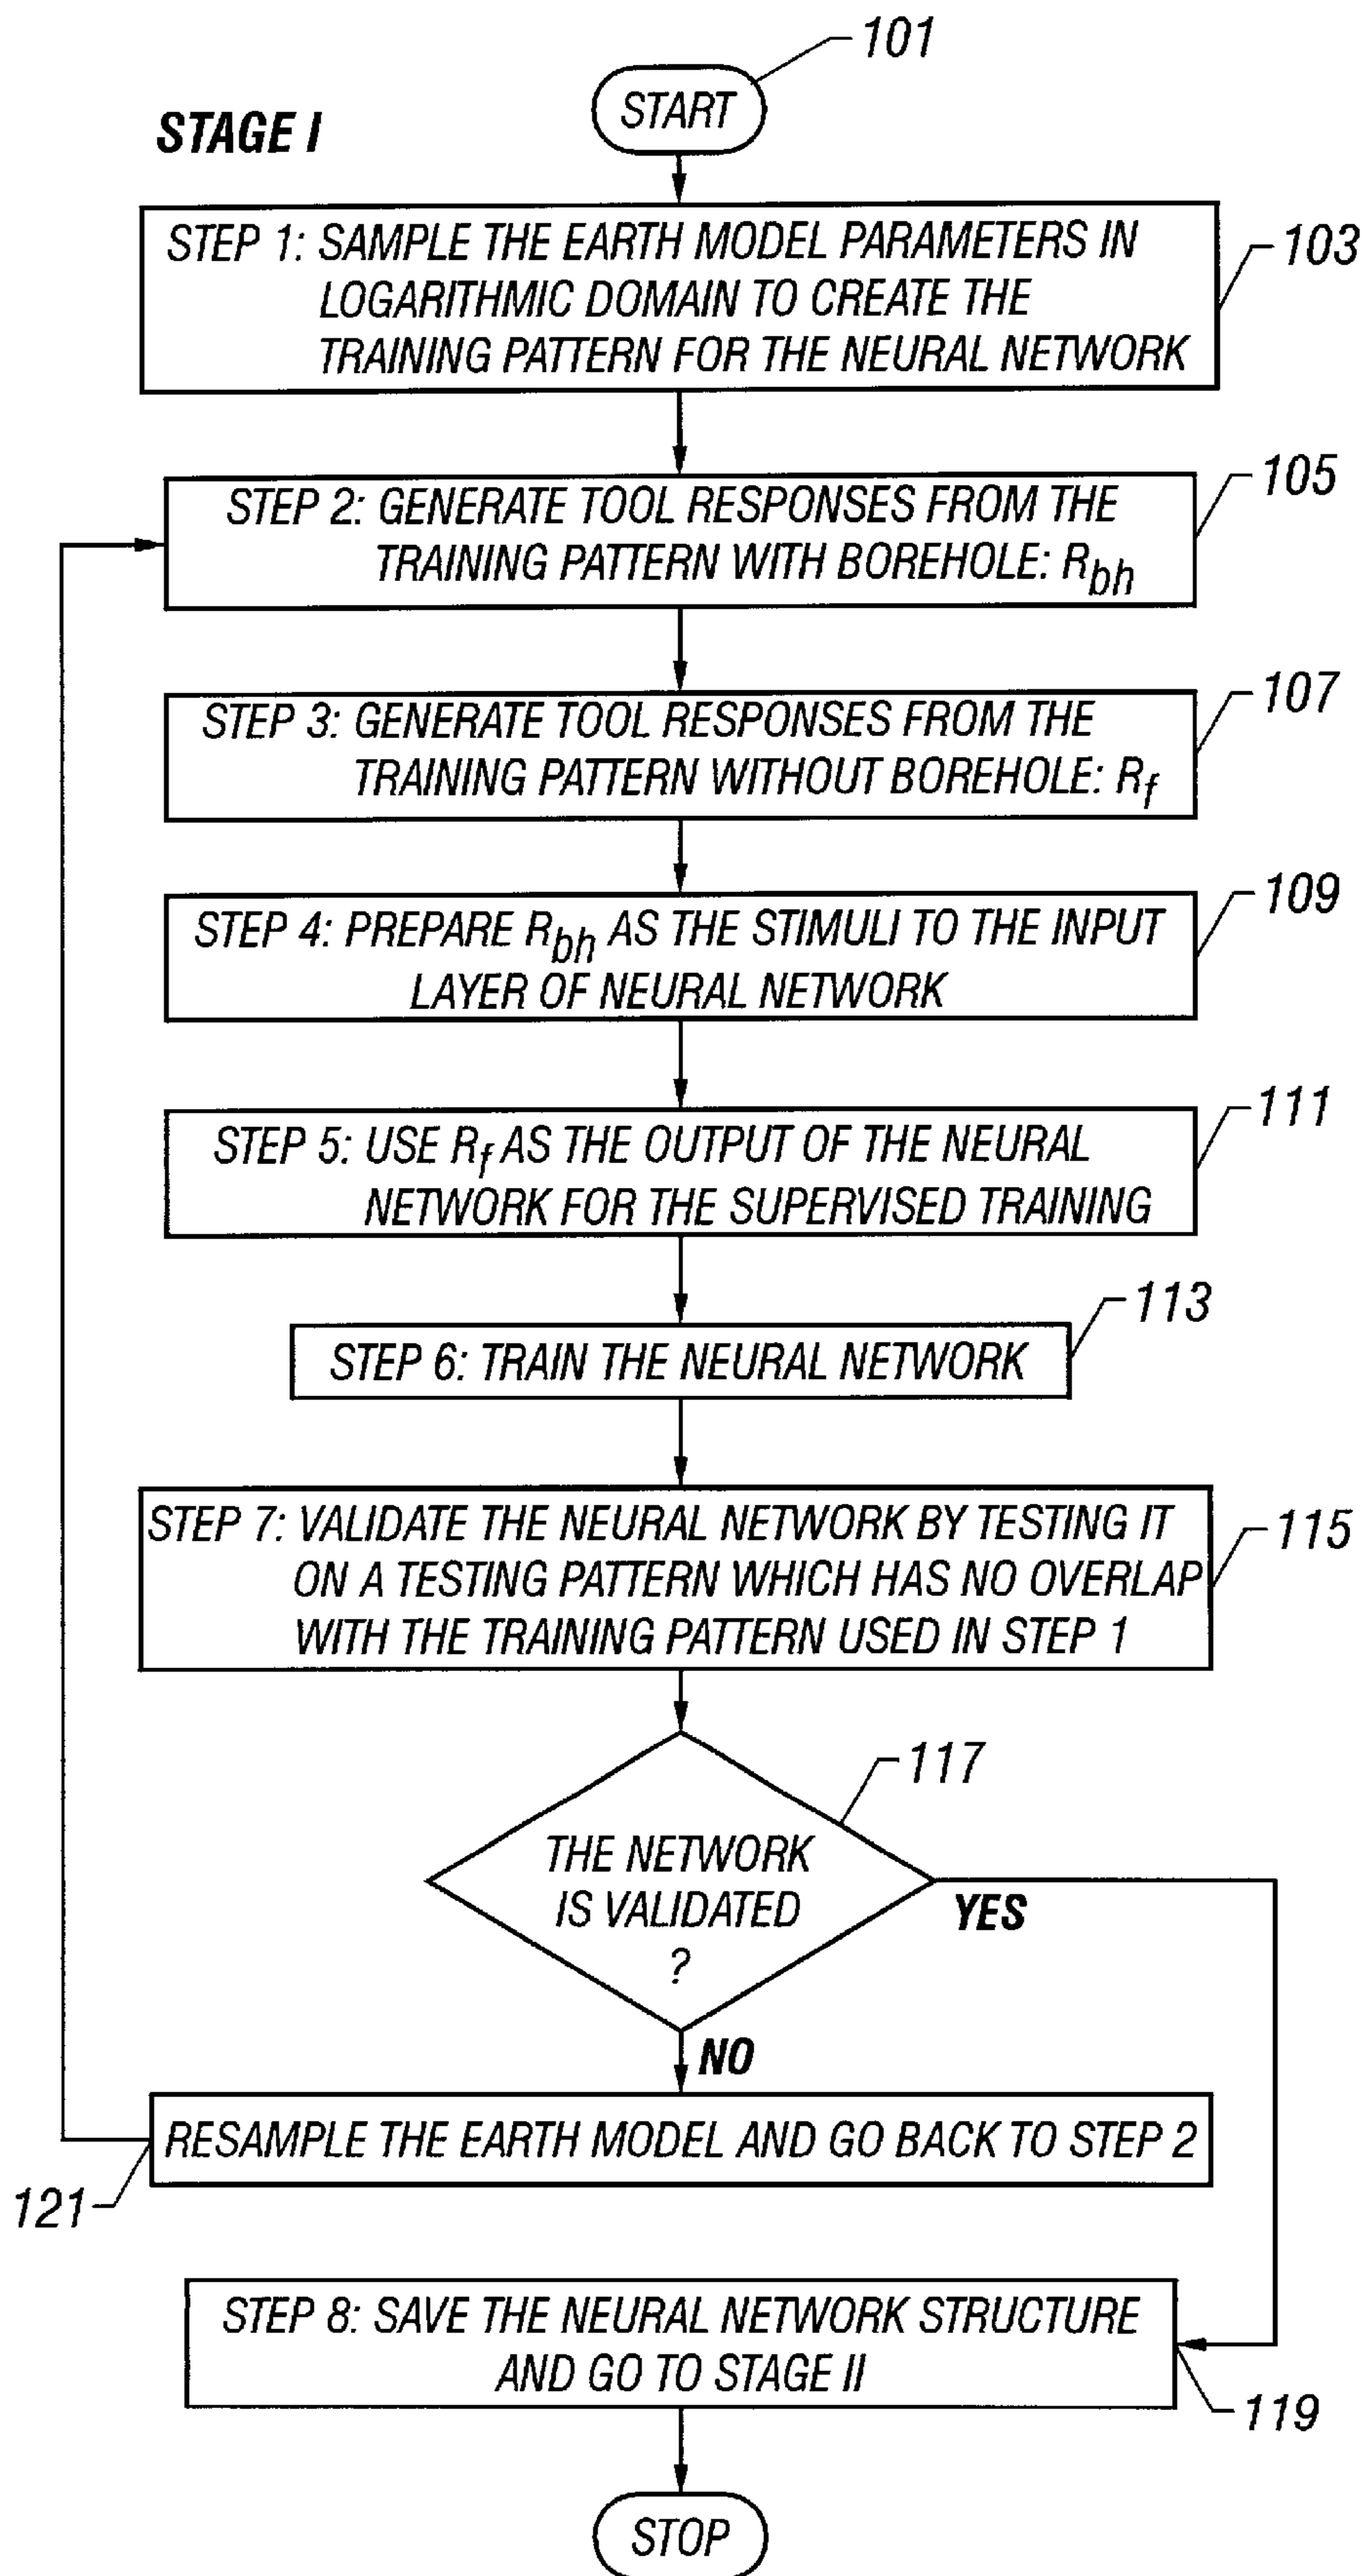 101
START
STAGE I
STEP 1: SAMPLE THE EARTH MODEL PARAMETERS IN
LOGARITHMIC DOMAIN TO CREATE THE
TRAINING PATTERN FOR THE NEURAL NETWORK
103
STEP 2: GENERATE TOOL RESPONSES FROM THE
TRAINING PATTERN WITH BOREHOLE: Rbh
105
STEP 3: GENERATE TOOL RESPONSES FROM THE
TRAINING PATTERN WITHOUT BOREHOLE: Rf
107
STEP 4: PREPARE Rbh AS THE STIMULI TO THE INPUT
LAYER OF NEURAL NETWORK
109
STEP 5: USE Rf AS THE OUTPUT OF THE NEURAL
NETWORK FOR THE SUPERVISED TRAINING
111
STEP 6: TRAIN THE NEURAL NETWORK
113
STEP 7: VALIDATE THE NEURAL NETWORK BY TESTING IT
ON A TESTING PATTERN WHICH HAS NO OVERLAP
WITH THE TRAINING PATTERN USED IN STEP 1
115
117
THE NETWORK
IS VALIDATED
?
YES
NO
RESAMPLE THE EARTH MODEL AND GO BACK TO STEP 2
121
STEP 8: SAVE THE NEURAL NETWORK STRUCTURE
AND GO TO STAGE II
119
STOP